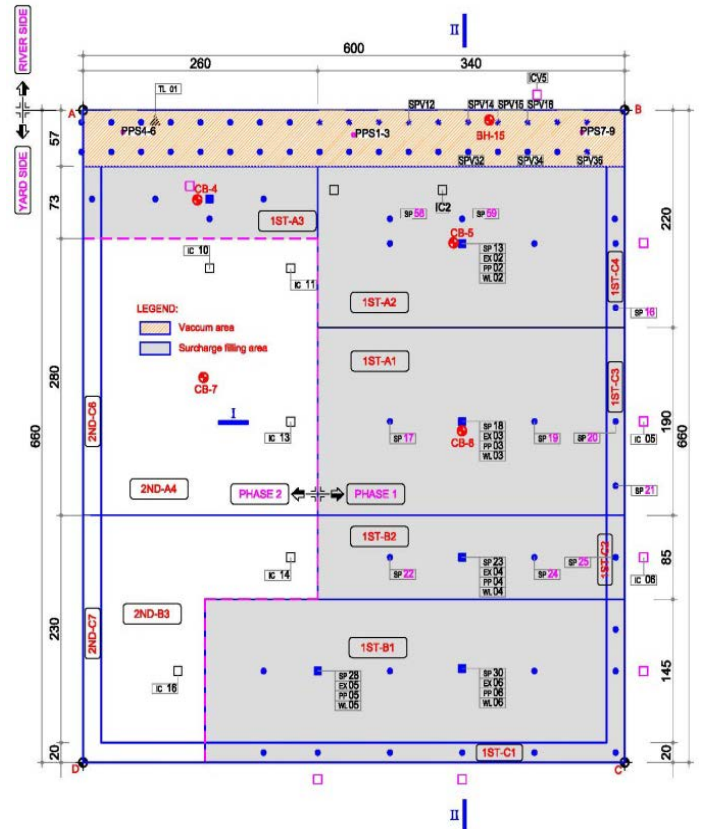 II
600
260
340
RIVER SIDE
YARD SIDE
ICV5
TL 01
SPV12
SPV14
SPV15
SPV18
A
B
PPS4-6
PPS1-3
BH-15
PPS7-9
57
SPV32
SPV34
SPV36
73
CB-4
IC2
1ST-A3
SP 58
SP 59
220
CB-5
IC 10
SP 13
EX 02
PP 02
WL 02
IC 11
1ST-C4
LEGEND:
1ST-A2
SP 16
Vaccum area
Surcharge filling area
280
1ST-A1
CB-7
1ST-C3
660
I
2ND-C6
IC 13
SP 17
SP 18
EX 03
PP 03
WL 03
CB-6
SP 19
SP 20
IC 05
190
660
2ND-A4
PHASE 2
PHASE 1
SP 21
1ST-B2
IC 14
SP 22
SP 23
EX 04
PP 04
WL 04
SP 24
SP 25
1ST-C2
IC 06
85
2ND-B3
2ND-C7
230
1ST-B1
IC 16
SP 28
EX 05
PP 05
WL 05
SP 30
EX 06
PP 06
WL 06
145
20
1ST-C1
20
D
C
II